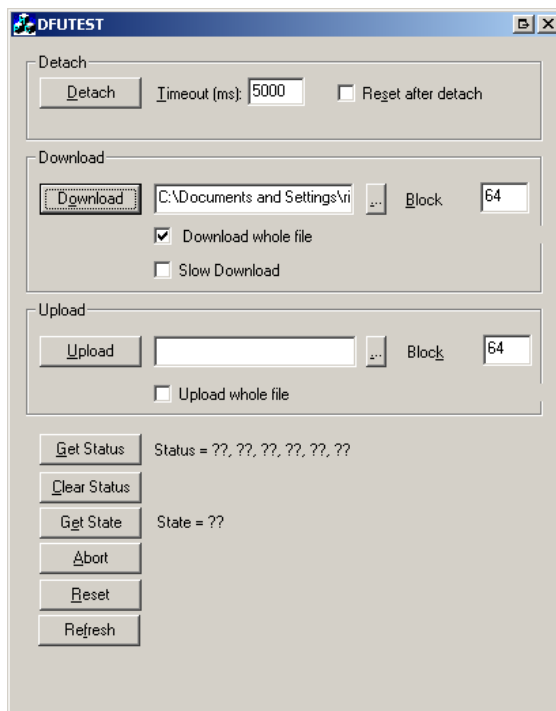 DFUTEST
Detach
Detach Timeout (ms): 5000 Reset after detach
Download
Download C:\Documents and Settings\ri ... Block 64
Download whole file
Slow Download
Upload
Upload ... Block 64
Upload whole file
Get Status Status = ??, ??, ??, ??, ??, ??
Clear Status
Get State State = ??
Abort
Reset
Refresh